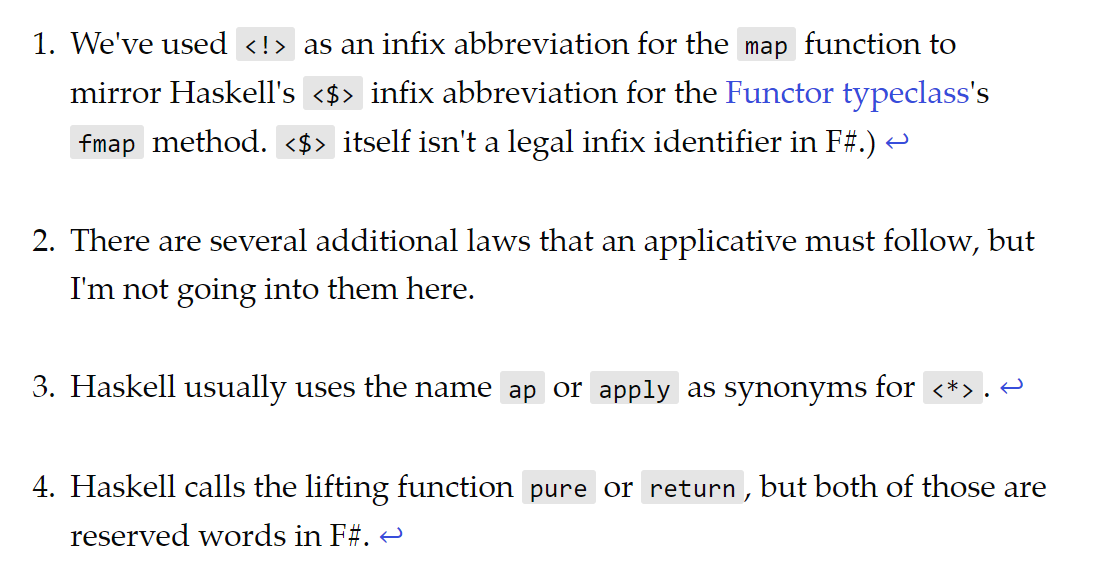 1. We've used <!> as an infix abbreviation for the map function to
mirror Haskell's <$> infix abbreviation for the Functor typeclass's
fmap method. <$> itself isn't a legal infix identifier in F#.) ↩
2. There are several additional laws that an applicative must follow, but
I'm not going into them here.
3. Haskell usually uses the name ap or apply as synonyms for <*>. ↩
4. Haskell calls the lifting function pure or return, but both of those are
reserved words in F#. ↩